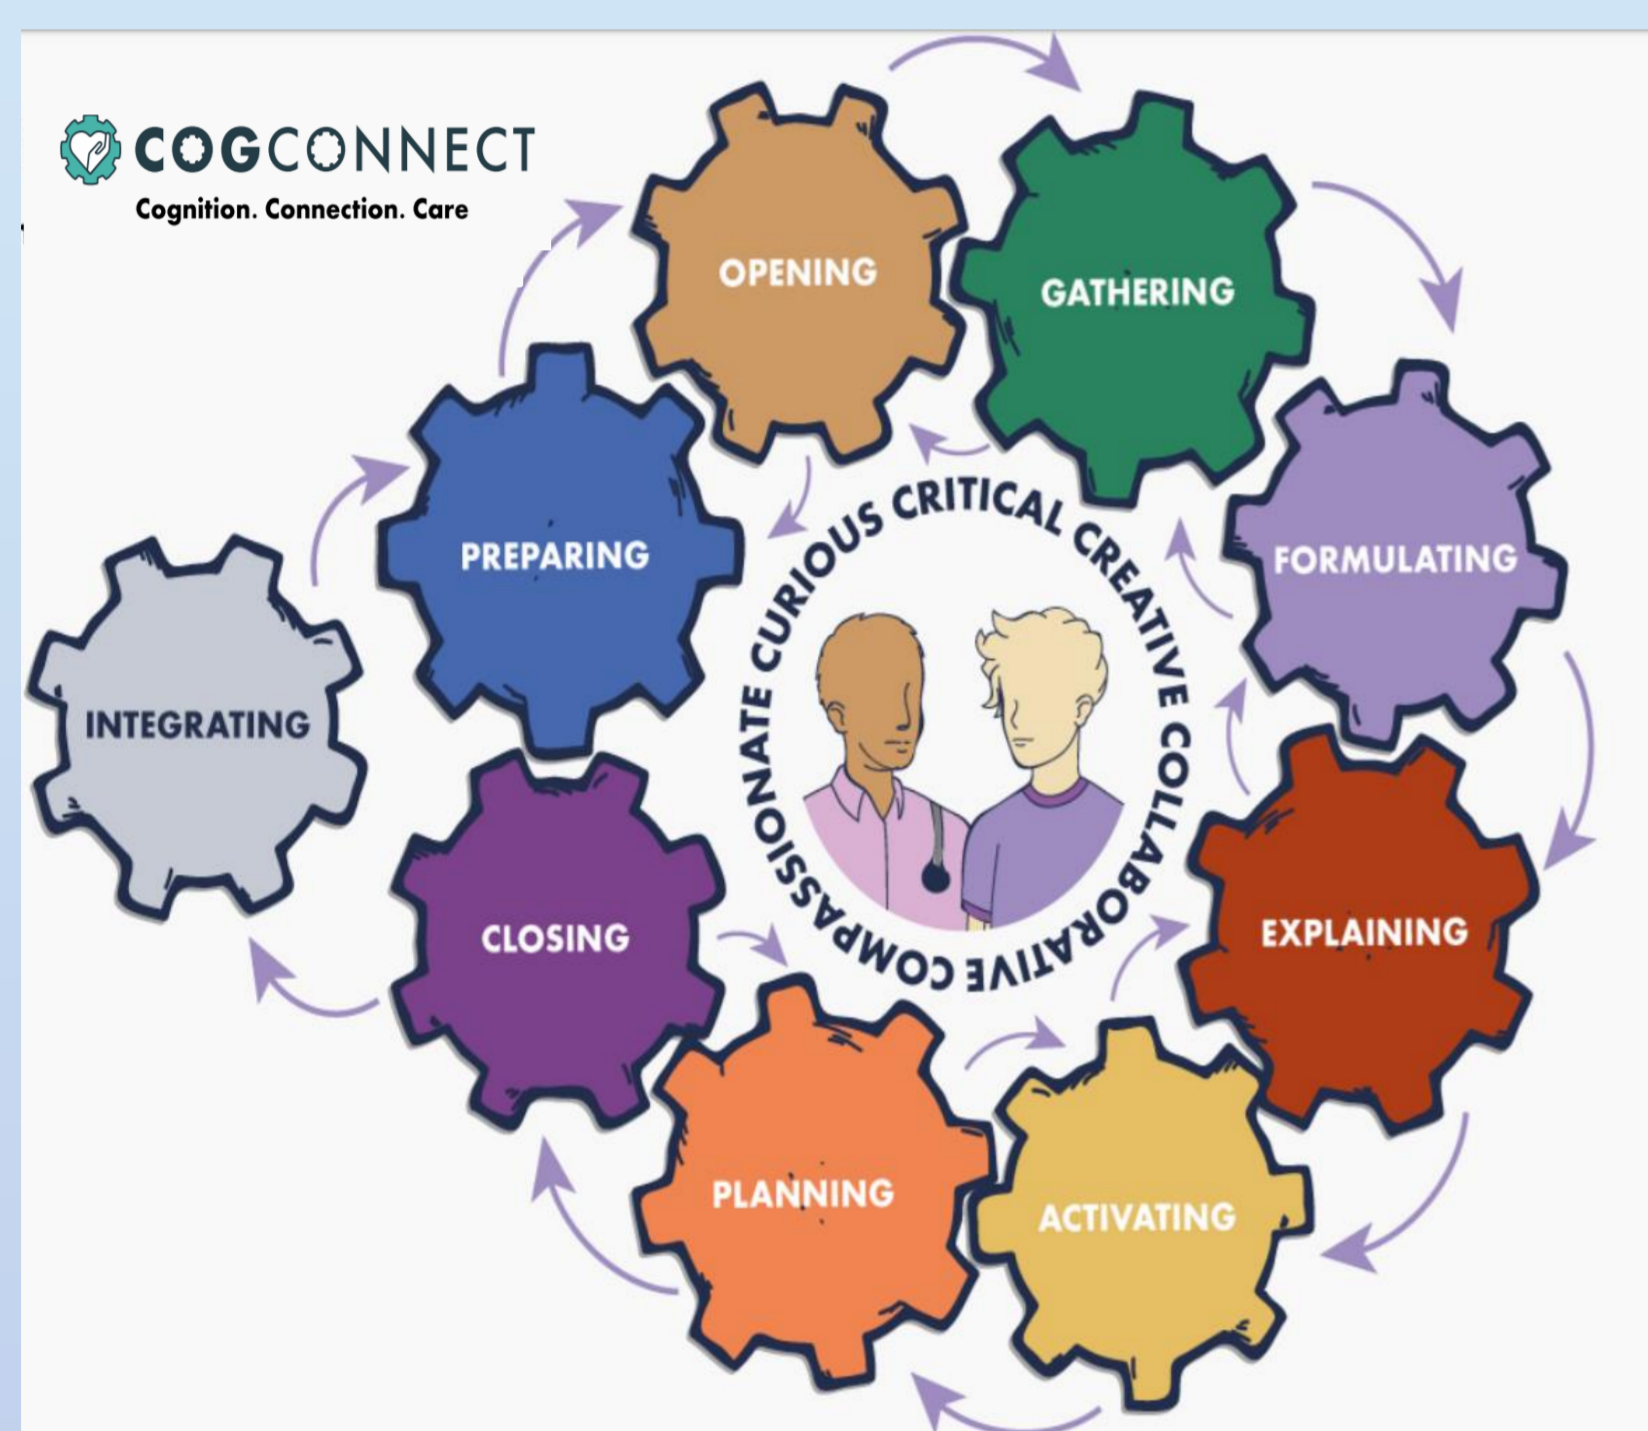 COGCONNECT
Cognition. Connection. Care
OPENING
GATHERING
PREPARING
FORMULATING
INTEGRATING
CLOSING
EXPLAINING
PLANNING
ACTIVATING
COMPASSIONATE CURIOUS CRITICAL CREATIVE COLLABORATIVE